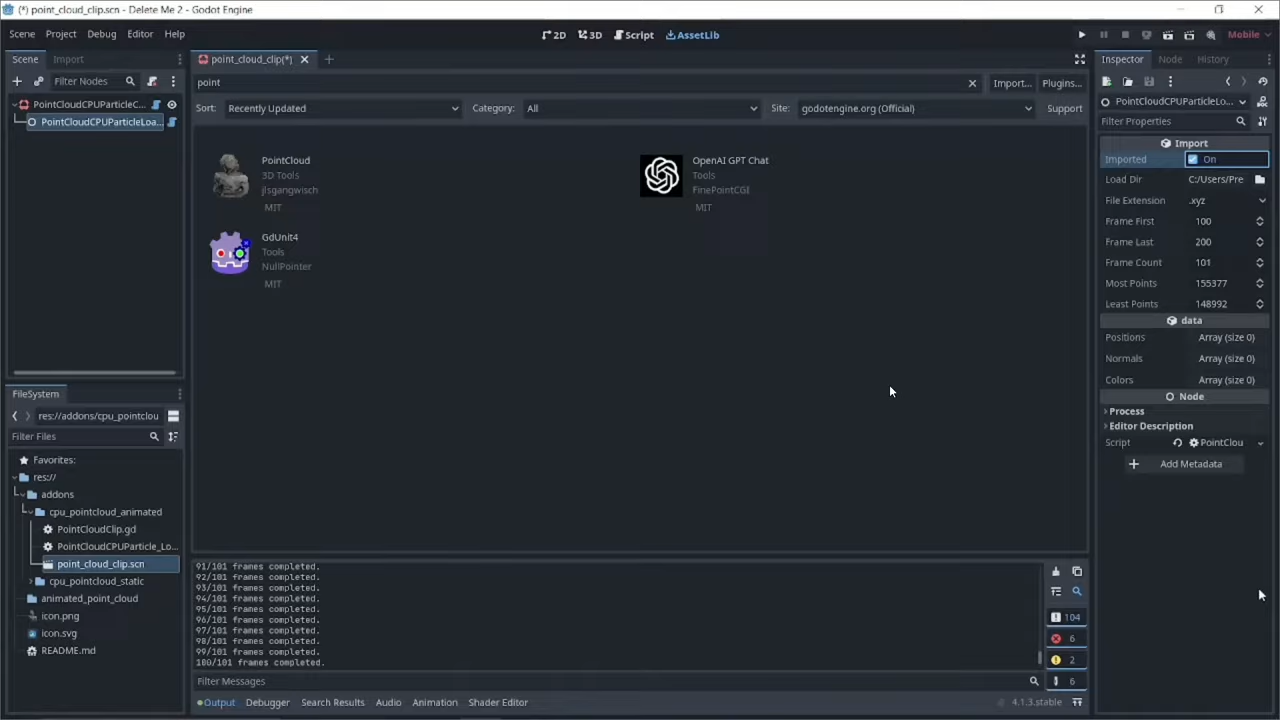 (*) point_cloud_clip.scn - Delete Me 2 - Godot Engine
Scene Project Debug Editor Help
2D 3D Script AssetLib
Mobile
Scene Import
Filter Nodes
PointCloudCPUParticleC...
PointCloudCPUParticleLoa...
point_cloud_clip(*)
point
Import... Plugins...
Sort: Recently Updated Category: All Site: godotengine.org (Official) Support
PointCloud
3D Tools
jlsgangwisch
MIT
OpenAI GPT Chat
Tools
FinePointCGI
MIT
GdUnit4
Tools
NullPointer
MIT
FileSystem
res://addons/cpu_pointclou
Filter Files
Favorites:
res://
addons
cpu_pointcloud_animated
PointCloudClip.gd
PointCloudCPUParticle_Lo...
point_cloud_clip.scn
cpu_pointcloud_static
animated_point_cloud
icon.png
icon.svg
README.md
91/101 frames completed.
92/101 frames completed.
93/101 frames completed.
94/101 frames completed.
95/101 frames completed.
96/101 frames completed.
97/101 frames completed.
98/101 frames completed.
99/101 frames completed.
100/101 frames completed.
104
6
2
6
Filter Messages
Output Debugger Search Results Audio Animation Shader Editor
4.1.3.stable
Inspector Node History
PointCloudCPUParticleLo...
Filter Properties
Import
Imported On
Load Dir C:/Users/Pre
File Extension .xyz
Frame First 100
Frame Last 200
Frame Count 101
Most Points 155377
Least Points 148992
data
Positions Array (size 0)
Normals Array (size 0)
Colors Array (size 0)
Node
Process
Editor Description
Script PointClou
Add Metadata